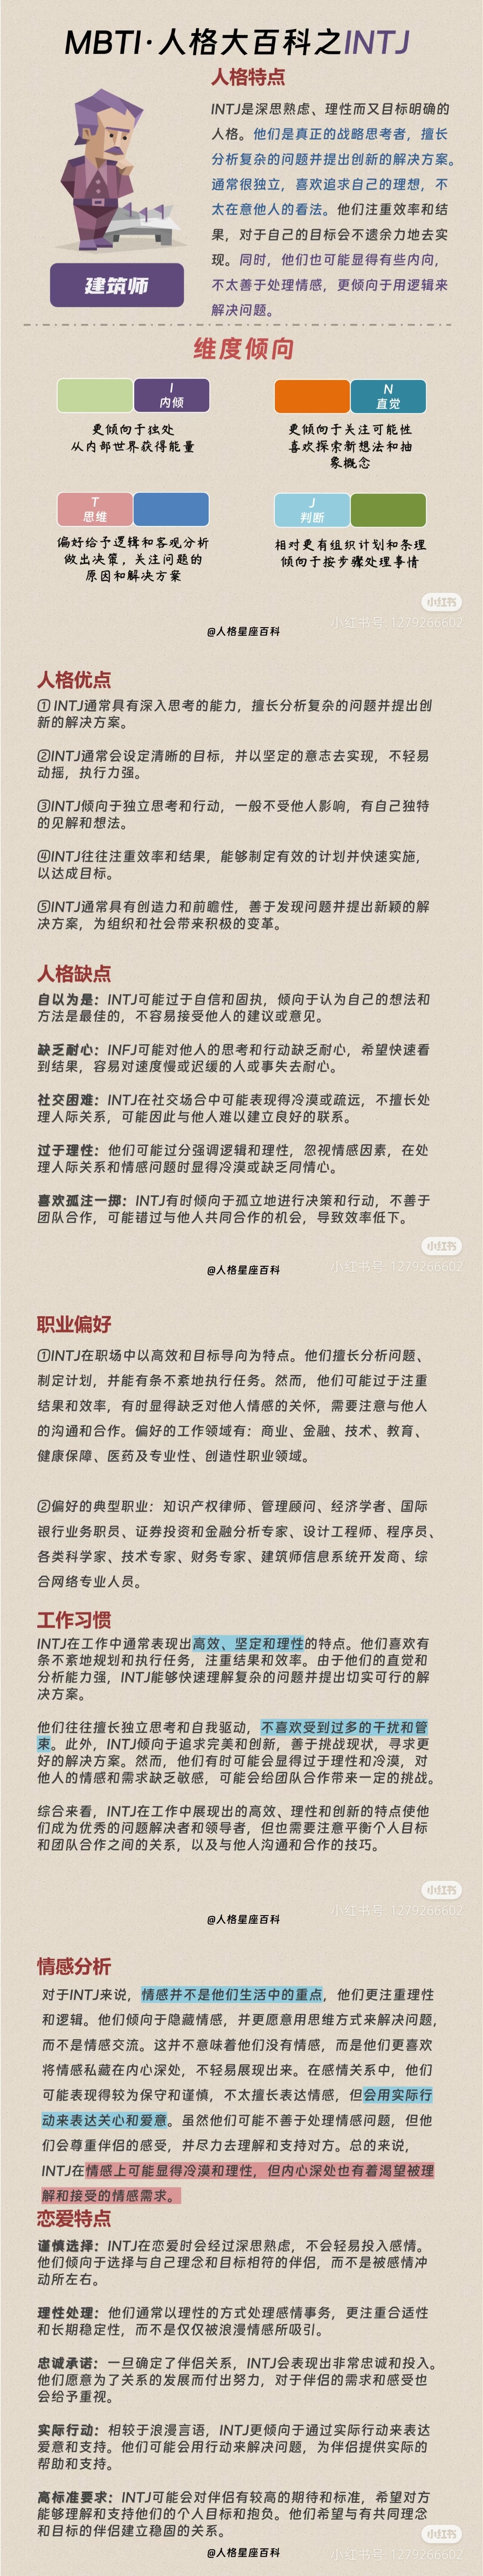 MBTI·人格大百科之INTJ
人格特点
INTJ是深思熟虑、理性而又目标明确的
人格。他们是真正的战略思考者，擅长
分析复杂的问题并提出创新的解决方案。
通常很独立，喜欢追求自己的理想，不
太在意他人的看法。他们注重效率和结
果，对于自己的目标会不遗余力地去实
现。同时，他们也可能显得有些内向，
不太善于处理情感，更倾向于用逻辑来
解决问题。
建筑师
维度倾向
I
内倾
更倾向于独处
从内部世界获得能量
N
直觉
更倾向于关注可能性
喜欢探索新想法和抽
象概念
T
思维
偏好给予逻辑和客观分析
做出决策，关注问题的
原因和解决方案
J
判断
相对更有组织计划和条理
倾向于按步骤处理事情
小红书
小红书号: 1279266602
@人格星座百科
人格优点
① INTJ通常具有深入思考的能力，擅长分析复杂的问题并提出创
新的解决方案。
②INTJ通常会设定清晰的目标，并以坚定的意志去实现，不轻易
动摇，执行力强。
③INTJ倾向于独立思考和行动，一般不受他人影响，有自己独特
的见解和想法。
④INTJ往往注重效率和结果，能够制定有效的计划并快速实施，
以达成目标。
⑤INTJ通常具有创造力和前瞻性，善于发现问题并提出新颖的解
决方案，为组织和社会带来积极的变革。
人格缺点
自以为是：INTJ可能过于自信和固执，倾向于认为自己的想法和
方法是最佳的，不容易接受他人的建议或意见。
缺乏耐心：INFJ可能对他人的思考和行动缺乏耐心，希望快速看
到结果，容易对速度慢或迟缓的人或事失去耐心。
社交困难：INTJ在社交场合中可能表现得冷漠或疏远，不擅长处
理人际关系，可能因此与他人难以建立良好的联系。
过于理性：他们可能过分强调逻辑和理性，忽视情感因素，在处
理人际关系和情感问题时显得冷漠或缺乏同情心。
喜欢孤注一掷：INTJ有时倾向于孤立地进行决策和行动，不善于
团队合作，可能错过与他人共同合作的机会，导致效率低下。
小红书
小红书号: 1279266602
@人格星座百科
职业偏好
①INTJ在职场中以高效和目标导向为特点。他们擅长分析问题、
制定计划，并能有条不紊地执行任务。然而，他们可能过于注重
结果和效率，有时显得缺乏对他人情感的关怀，需要注意与他人
的沟通和合作。偏好的工作领域有：商业、金融、技术、教育、
健康保障、医药及专业性、创造性职业领域。
②偏好的典型职业：知识产权律师、管理顾问、经济学者、国际
银行业务职员、证券投资和金融分析专家、设计工程师、程序员、
各类科学家、技术专家、财务专家、建筑师信息系统开发商、综
合网络专业人员。
工作习惯
INTJ在工作中通常表现出高效、坚定和理性的特点。他们喜欢有
条不紊地规划和执行任务，注重结果和效率。由于他们的直觉和
分析能力强，INTJ能够快速理解复杂的问题并提出切实可行的解
决方案。
他们往往擅长独立思考和自我驱动，不喜欢受到过多的干扰和管
束。此外，INTJ倾向于追求完美和创新，善于挑战现状，寻求更
好的解决方案。然而，他们有时可能会显得过于理性和冷漠，对
他人的情感和需求缺乏敏感，可能会给团队合作带来一定的挑战。
综合来看，INTJ在工作中展现出的高效、理性和创新的特点使他
们成为优秀的问题解决者和领导者，但也需要注意平衡个人目标
和团队合作之间的关系，以及与他人沟通和合作的技巧。
小红书
小红书号: 1279266602
@人格星座百科
情感分析
对于INTJ来说，情感并不是他们生活中的重点，他们更注重理性
和逻辑。他们倾向于隐藏情感，并更愿意用思维方式来解决问题，
而不是情感交流。这并不意味着他们没有情感，而是他们更喜欢
将情感私藏在内心深处，不轻易展现出来。在感情关系中，他们
可能表现得较为保守和谨慎，不太擅长表达情感，但会用实际行
动来表达关心和爱意。虽然他们可能不善于处理情感问题，但他
们会尊重伴侣的感受，并尽力去理解和支持对方。总的来说，
INTJ在情感上可能显得冷漠和理性，但内心深处也有着渴望被理
解和接受的情感需求。
恋爱特点
谨慎选择：INTJ在恋爱时会经过深思熟虑，不会轻易投入感情。
他们倾向于选择与自己理念和目标相符的伴侣，而不是被感情冲
动所左右。
理性处理：他们通常以理性的方式处理感情事务，更注重合适性
和长期稳定性，而不是仅仅被浪漫情感所吸引。
忠诚承诺：一旦确定了伴侣关系，INTJ会表现出非常忠诚和投入。
他们愿意为了关系的发展而付出努力，对于伴侣的需求和感受也
会给予重视。
实际行动：相较于浪漫言语，INTJ更倾向于通过实际行动来表达
爱意和支持。他们可能会用行动来解决问题，为伴侣提供实际的
帮助和支持。
高标准要求：INTJ可能会对伴侣有较高的期待和标准，希望对方
能够理解和支持他们的个人目标和抱负。他们希望与有共同理念
和目标的伴侣建立稳固的关系。
小红书
小红书号: 1279266602
@人格星座百科